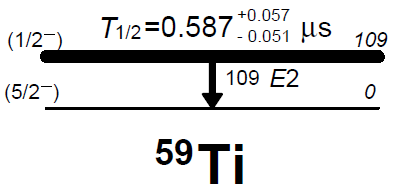 T1/2=0.587 +0.057 - 0.051 μs
(1/2⁻) 109
109 E2
(5/2⁻) 0
⁵⁹Ti